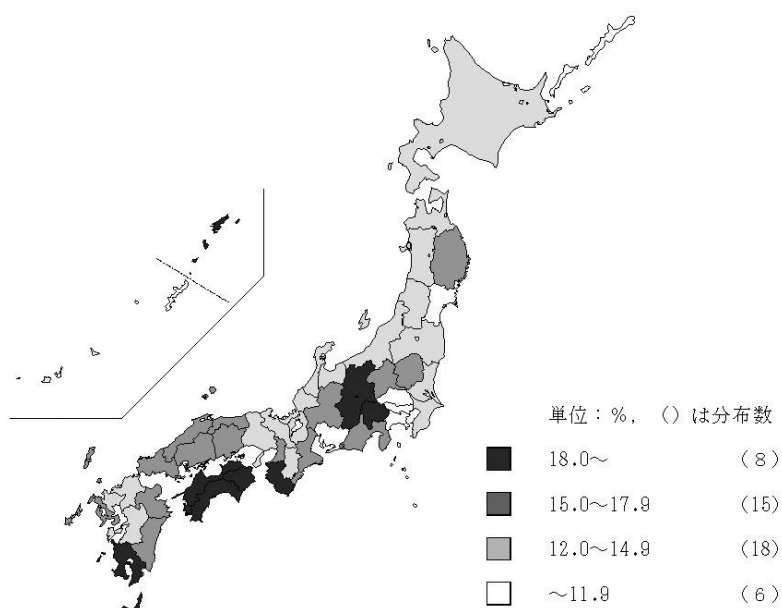 単位：%， （）は分布数
18.0～ （8）
15.0～17.9 （15）
12.0～14.9 （18）
～11.9 （6）